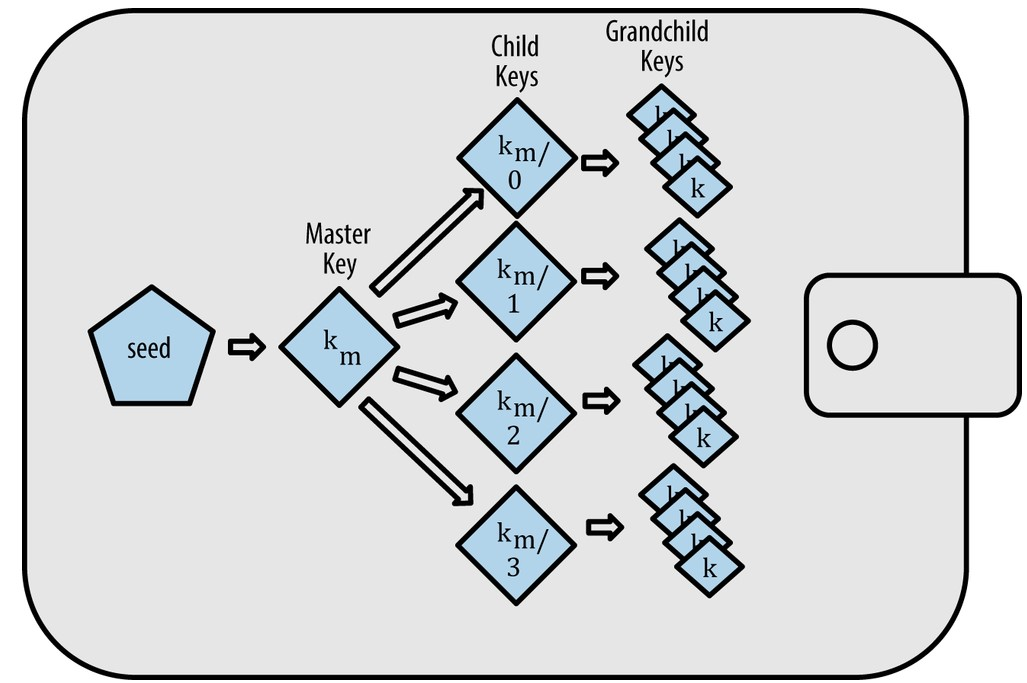 Child
Keys
Grandchild
Keys
Master
Key
seed
km
km/
0
km/
1
km/
2
km/
3
k
k
k
k